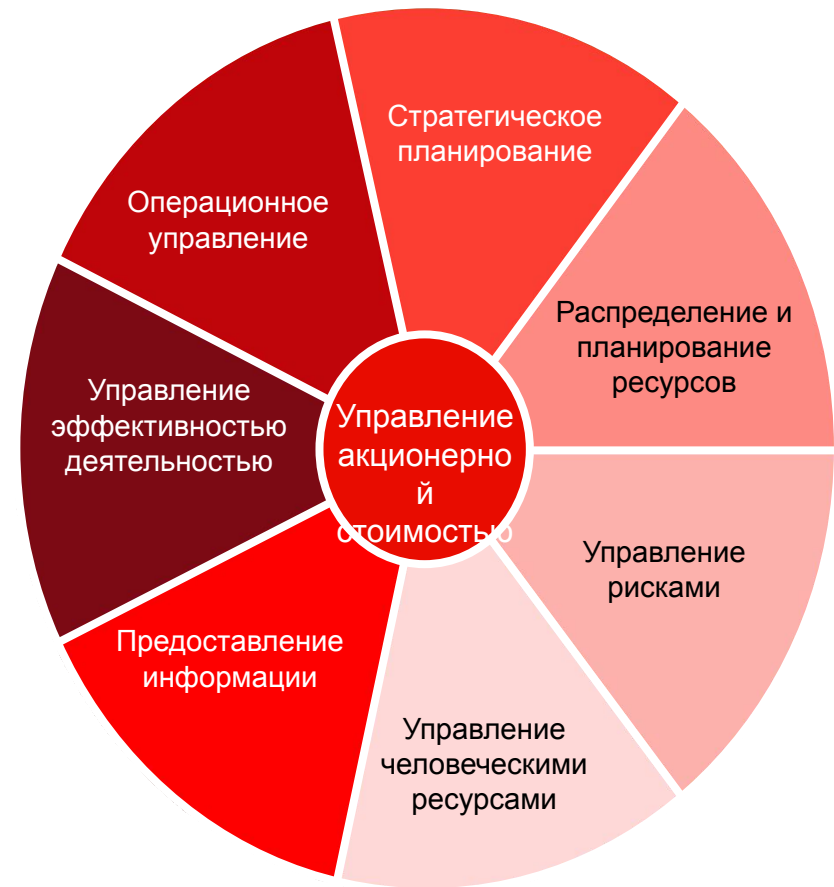 Стратегическое
планирование
Распределение и
планирование
ресурсов
Управление
рисками
Управление
человеческими
ресурсами
Предоставление
информации
Управление
эффективностью
деятельностью
Операционное
управление
Управление
акционерно
й
стоимостью